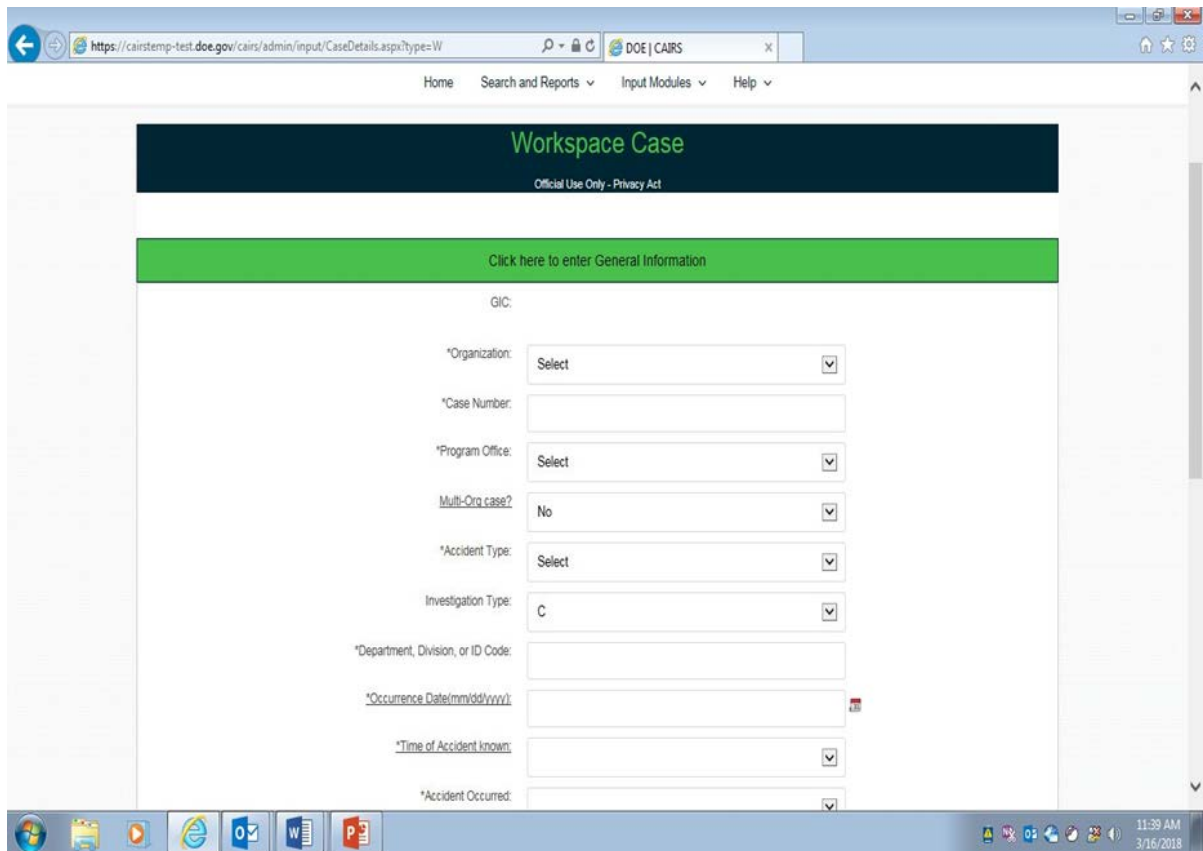 https://cairstemp-test.doe.gov/cairs/admin/input/CaseDetails.aspx?type=W
DOE | CAIRS
Home Search and Reports Input Modules Help
Workspace Case
Official Use Only - Privacy Act
Click here to enter General Information
GIC:
*Organization: Select
*Case Number:
*Program Office: Select
Multi-Org case? No
*Accident Type: Select
Investigation Type: C
*Department, Division, or ID Code:
*Occurrence Date(mm/dd/yyyy):
*Time of Accident known:
*Accident Occurred:
11:39 AM
3/16/2018